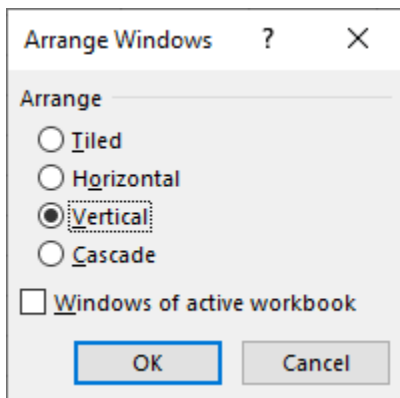 Arrange Windows ?
Arrange
Tiled
Horizontal
Vertical
Cascade
Windows of active workbook
OK Cancel